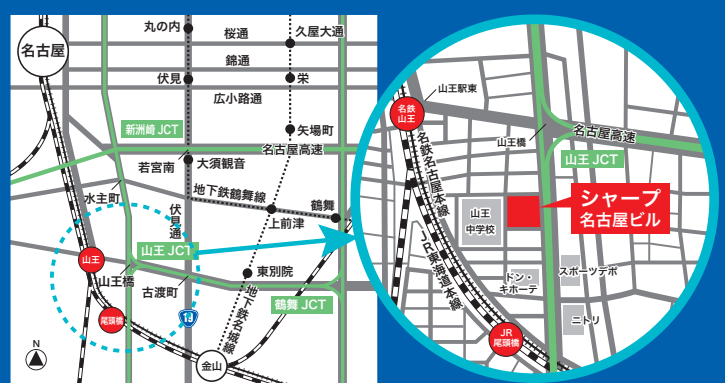 丸の内
桜通
久屋大通
名古屋
錦通
伏見
栄
広小路通
新洲崎 JCT
矢場町
名古屋高速
若宮南
大須観音
水主町
地下鉄鶴舞線
鶴舞
伏見通
上前津
山王 JCT
山王
山王橋
東別院
古渡町
鶴舞 JCT
尾頭橋
19
地下鉄名城線
N
金山
山王駅東
名鉄
山王
名古屋高速
山王橋
山王 JCT
名鉄名古屋本線
シャープ
名古屋ビル
山王
中学校
JR東海道本線
スポーツデポ
ドン・
キホーテ
ニトリ
JR
尾頭橋